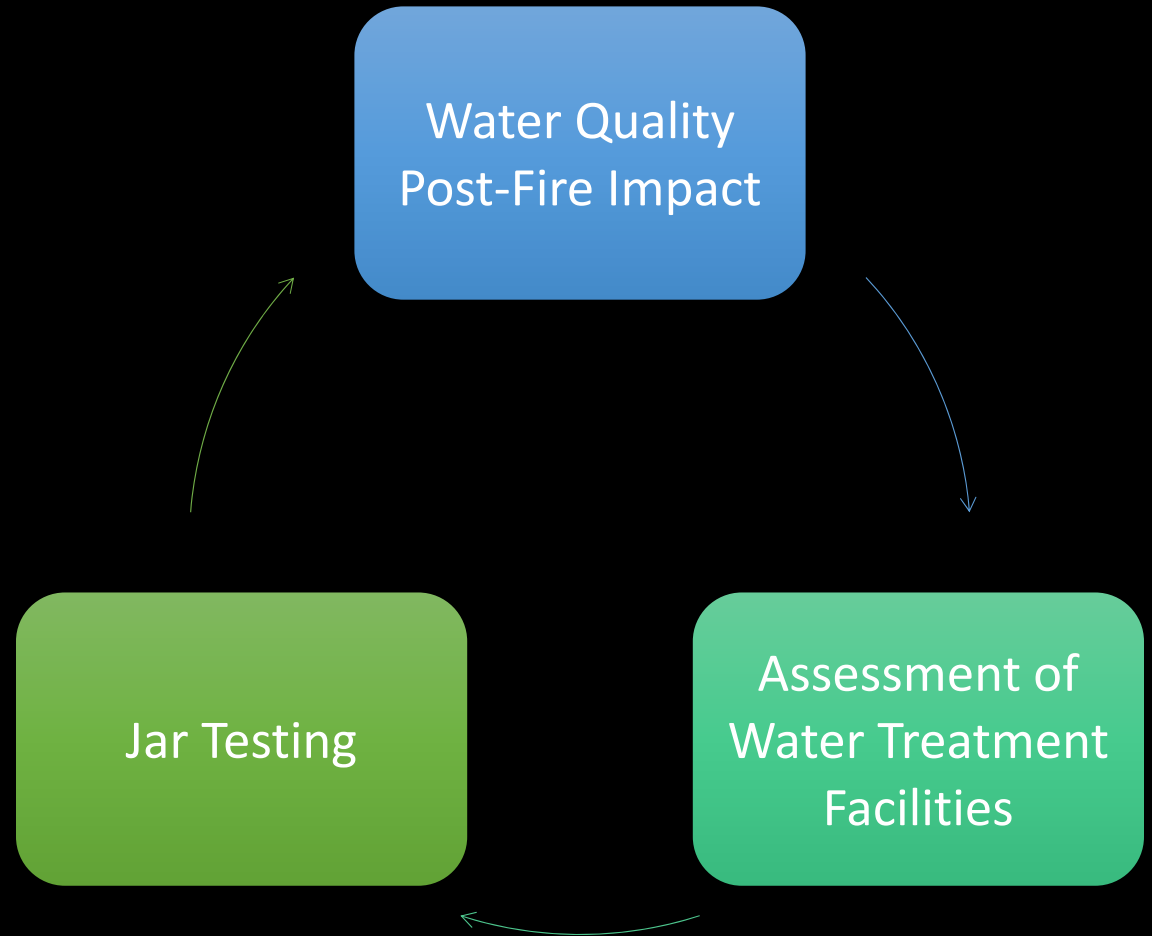 Water Quality
Post-Fire Impact
Jar Testing
Assessment of
Water Treatment
Facilities